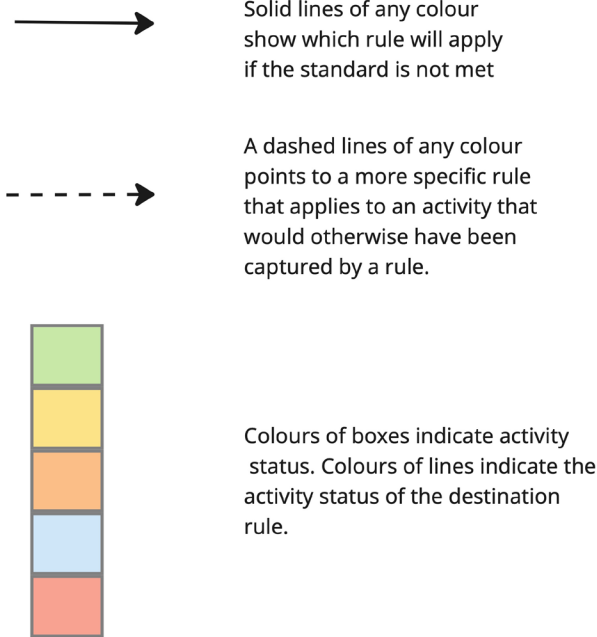 Solid lines of any colour
show which rule will apply
if the standard is not met
A dashed lines of any colour
points to a more specific rule
that applies to an activity that
would otherwise have been
captured by a rule.
Colours of boxes indicate activity
status. Colours of lines indicate the
activity status of the destination
rule.